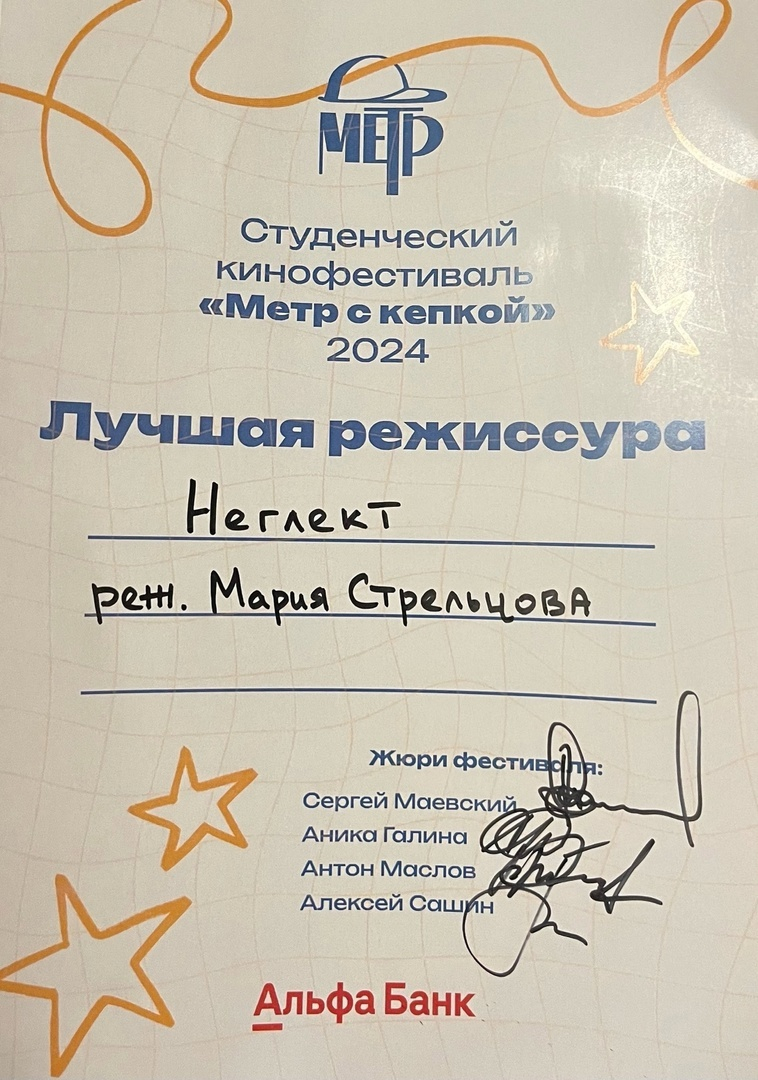 МЕТР
Студенческий
кинофестиваль
«Метр с кепкой»
2024
Лучшая режиссура
Неглект
реж. Мария Стрельцова
Жюри фестиваля:
Сергей Маевский
Аника Галина
Антон Маслов
Алексей Сашин
Альфа Банк